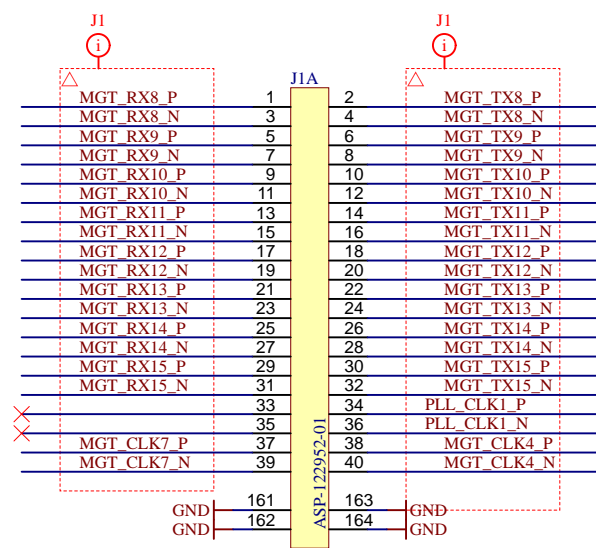 J1 J1
i i
J1A
MGT_RX8_P 1 2 MGT_TX8_P
MGT_RX8_N 3 4 MGT_TX8_N
MGT_RX9_P 5 6 MGT_TX9_P
MGT_RX9_N 7 8 MGT_TX9_N
MGT_RX10_P 9 10 MGT_TX10_P
MGT_RX10_N 11 12 MGT_TX10_N
MGT_RX11_P 13 14 MGT_TX11_P
MGT_RX11_N 15 16 MGT_TX11_N
MGT_RX12_P 17 18 MGT_TX12_P
MGT_RX12_N 19 20 MGT_TX12_N
MGT_RX13_P 21 22 MGT_TX13_P
MGT_RX13_N 23 24 MGT_TX13_N
MGT_RX14_P 25 26 MGT_TX14_P
MGT_RX14_N 27 28 MGT_TX14_N
MGT_RX15_P 29 30 MGT_TX15_P
MGT_RX15_N 31 32 MGT_TX15_N
33 34 PLL_CLK1_P
35 36 PLL_CLK1_N
MGT_CLK7_P 37 38 MGT_CLK4_P
MGT_CLK7_N 39 40 MGT_CLK4_N
GND 161 163 GND
GND 162 164 GND
ASP-122952-01